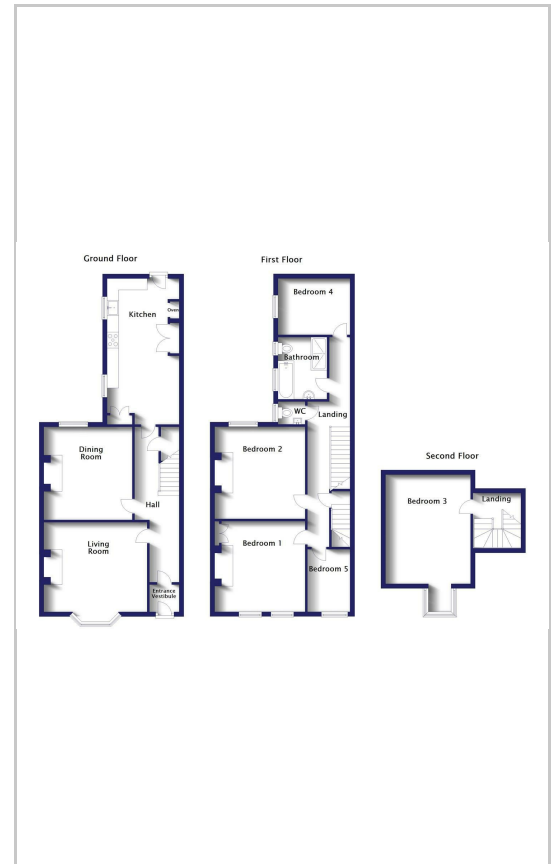 Ground Floor
Kitchen
Oven
Dining
Room
Hall
Living
Room
Entrance
Vestibule
First Floor
Bedroom 4
Bathroom
WC
Landing
Bedroom 2
Bedroom 1
Bedroom 5
Second Floor
Bedroom 3
Landing